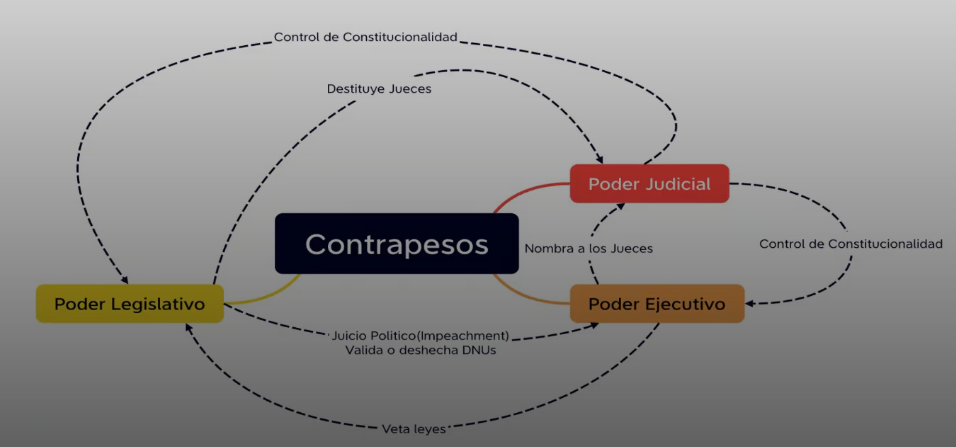 Control de Constitucionalidad
Destituye Jueces
Poder Judicial
Contrapesos
Nombra a los Jueces
Control de Constitucionalidad
Poder Legislativo
Poder Ejecutivo
Juicio Politico(Impeachment)
Valida o deshecha DNUs
Veta leyes